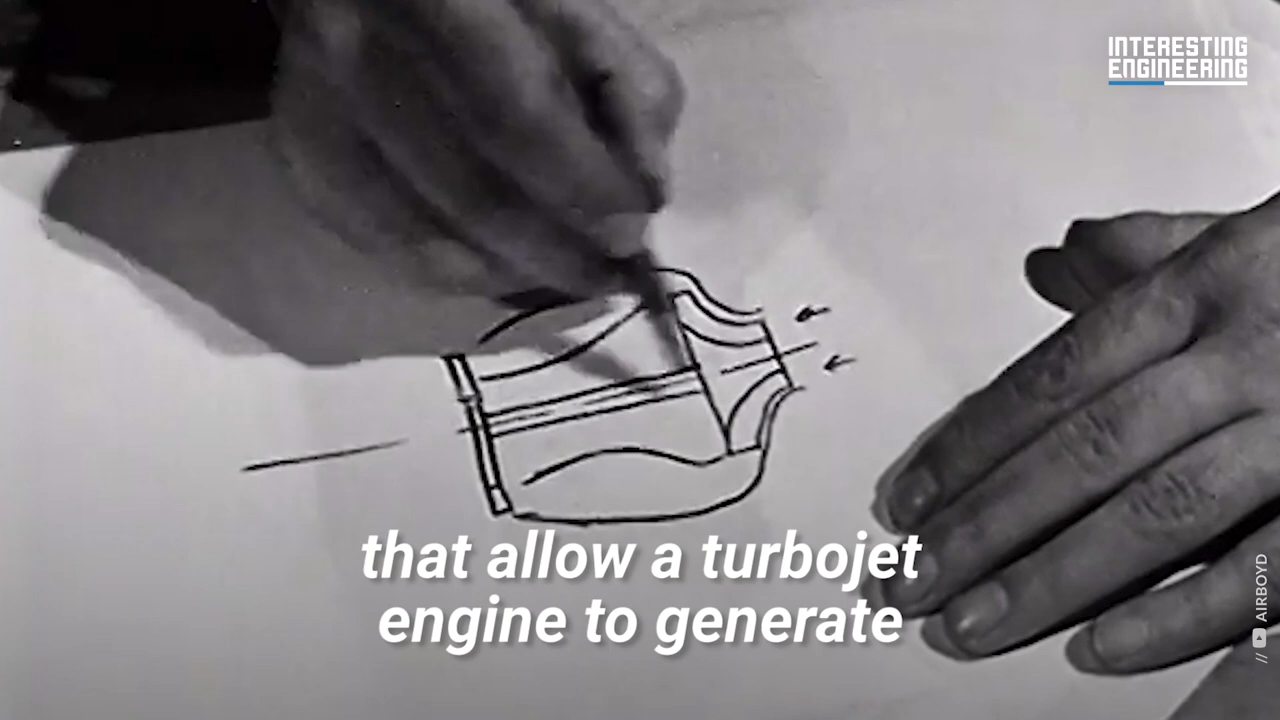 INTERESTING
ENGINEERING
that allow a turbojet
engine to generate
// AIRBOYD